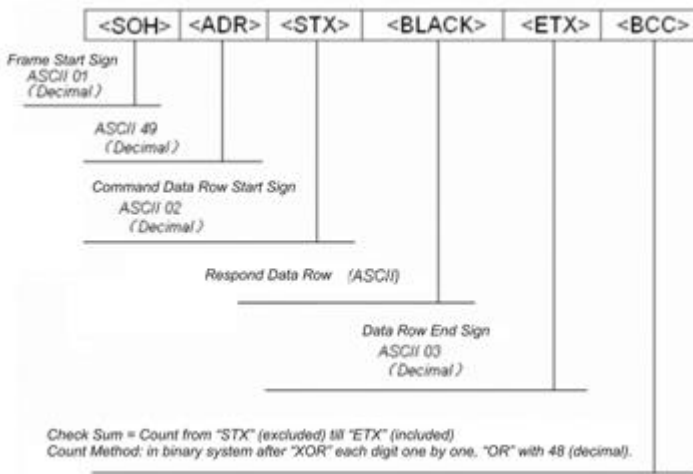 <SOH> <ADR> <STX> <BLACK> <ETX> <BCC>
Frame Start Sign
ASCII 01
(Decimal)
ASCII 49
(Decimal)
Command Data Row Start Sign
ASCII 02
(Decimal)
Respond Data Row (ASCII)
Data Row End Sign
ASCII 03
(Decimal)
Check Sum = Count from "STX" (excluded) till "ETX" (included)
Count Method: in binary system after "XOR" each digit one by one, "OR" with 48 (decimal).